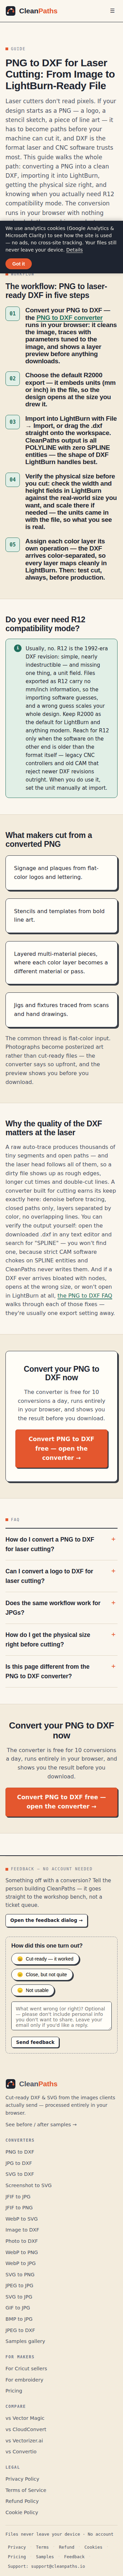 CleanPaths
☰
GUIDE
PNG to DXF for Laser
Cutting: From Image to
LightBurn-Ready File
Laser cutters don't read pixels. If your
design starts as a PNG — a logo, a
stencil sketch, a piece of art — it
has to become paths before your
machine can cut it, and DXF is the
format laser and CNC software trusts
most. This guide walks the whole
path: converting a PNG into a clean
DXF, importing it into LightBurn,
getting the physical size right, and
knowing when you actually need R12
compatibility mode. The conversion
runs in your browser with nothing
We use analytics cookies (Google Analytics &
Microsoft Clarity) to see how the site is used
— no ads, no cross-site tracking. Your files still
never leave your device. Details
Got it
The workflow: PNG to laser-
ready DXF in five steps
01
Convert your PNG to DXF —
the PNG to DXF converter
runs in your browser: it cleans
the image, traces with
parameters tuned to the
image, and shows a layer
preview before anything
downloads.
02
Choose the default R2000
export — it embeds units (mm
or inch) in the file, so the
design opens at the size you
drew it.
03
Import into LightBurn with File
→ Import, or drag the .dxf
straight onto the workspace.
CleanPaths output is all
POLYLINE with zero SPLINE
entities — the shape of DXF
LightBurn handles best.
04
Verify the physical size before
you cut: check the width and
height fields in LightBurn
against the real-world size you
want, and scale there if
needed — the units came in
with the file, so what you see
is real.
05
Assign each color layer its
own operation — the DXF
arrives color-separated, so
every layer maps cleanly in
LightBurn. Then: test cut,
always, before production.
Do you ever need R12
compatibility mode?
Usually, no. R12 is the 1992-era
DXF revision: simple, nearly
indestructible — and missing
one thing, a unit field. Files
exported as R12 carry no
mm/inch information, so the
importing software guesses,
and a wrong guess scales your
whole design. Keep R2000 as
the default for LightBurn and
anything modern. Reach for R12
only when the software on the
other end is older than the
format itself — legacy CNC
controllers and old CAM that
reject newer DXF revisions
outright. When you do use it,
set the unit manually at import.
What makers cut from a
converted PNG
Signage and plaques from flat-
color logos and lettering.
Stencils and templates from bold
line art.
Layered multi-material pieces,
where each color layer becomes a
different material or pass.
Jigs and fixtures traced from scans
and hand drawings.
The common thread is flat-color input.
Photographs become posterized art
rather than cut-ready files — the
converter says so upfront, and the
preview shows you before you
download.
Why the quality of the DXF
matters at the laser
A raw auto-trace produces thousands of
tiny segments and open paths — and
the laser head follows all of them, so a
noisy file shows up as rough edges,
longer cut times and double-cut lines. A
converter built for cutting earns its keep
exactly here: denoise before tracing,
closed paths only, layers separated by
color, no overlapping lines. You can
verify the output yourself: open the
downloaded .dxf in any text editor and
search for "SPLINE" — you won't find
one, because strict CAM software
chokes on SPLINE entities and
CleanPaths never writes them. And if a
DXF ever arrives bloated with nodes,
opens at the wrong size, or won't open
in LightBurn at all, the PNG to DXF FAQ
walks through each of those fixes —
they're usually one export setting away.
Convert your PNG to
DXF now
The converter is free for 10
conversions a day, runs entirely
in your browser, and shows you
the result before you download.
Convert PNG to DXF
free — open the
converter →
FAQ
How do I convert a PNG to DXF
for laser cutting?
+
Can I convert a logo to DXF for
laser cutting?
+
Does the same workflow work for
JPGs?
+
How do I get the physical size
right before cutting?
+
Is this page different from the
PNG to DXF converter?
+
Convert your PNG to DXF
now
The converter is free for 10 conversions
a day, runs entirely in your browser,
and shows you the result before you
download.
Convert PNG to DXF free —
open the converter →
FEEDBACK — NO ACCOUNT NEEDED
Something off with a conversion? Tell the
person building CleanPaths — it goes
straight to the workshop bench, not a
ticket queue.
Open the feedback dialog →
How did this one turn out?
Cut-ready — it worked
Close, but not quite
Not usable
What went wrong (or right)? Optional
— please don't include personal info
you don't want to share. Leave your
email only if you'd like a reply.
Send feedback
CleanPaths
Cut-ready DXF & SVG from the images clients
actually send — processed entirely in your
browser.
See before / after samples →
CONVERTERS
PNG to DXF
JPG to DXF
SVG to DXF
Screenshot to SVG
JFIF to JPG
JFIF to PNG
WebP to SVG
Image to DXF
Photo to DXF
WebP to PNG
WebP to JPG
SVG to PNG
JPEG to JPG
SVG to JPG
GIF to JPG
BMP to JPG
JPEG to DXF
Samples gallery
FOR MAKERS
For Cricut sellers
For embroidery
Pricing
COMPARE
vs Vector Magic
vs CloudConvert
vs Vectorizer.ai
vs Convertio
LEGAL
Privacy Policy
Terms of Service
Refund Policy
Cookie Policy
Files never leave your device · No account
Privacy Terms Refund Cookies
Pricing Samples Feedback
Support: support@cleanpaths.io